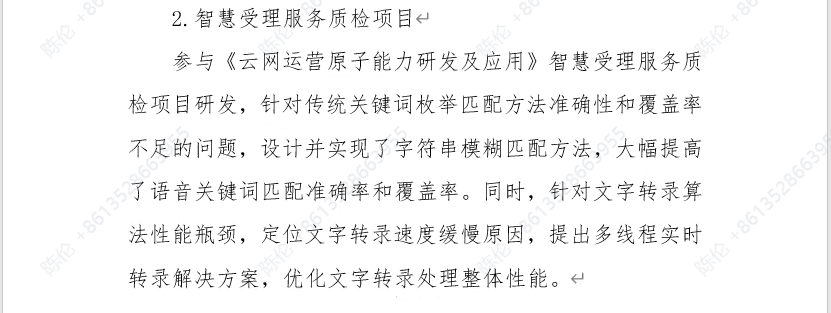 2.智慧受理服务质检项目
参与《云网运营原子能力研发及应用》智慧受理服务质
检项目研发，针对传统关键词枚举匹配方法准确性和覆盖率
不足的问题，设计并实现了字符串模糊匹配方法，大幅提高
了语音关键词匹配准确率和覆盖率。同时，针对文字转录算
法性能瓶颈，定位文字转录速度缓慢原因，提出多线程实时
转录解决方案，优化文字转录处理整体性能。
陈伦 +8613528663955